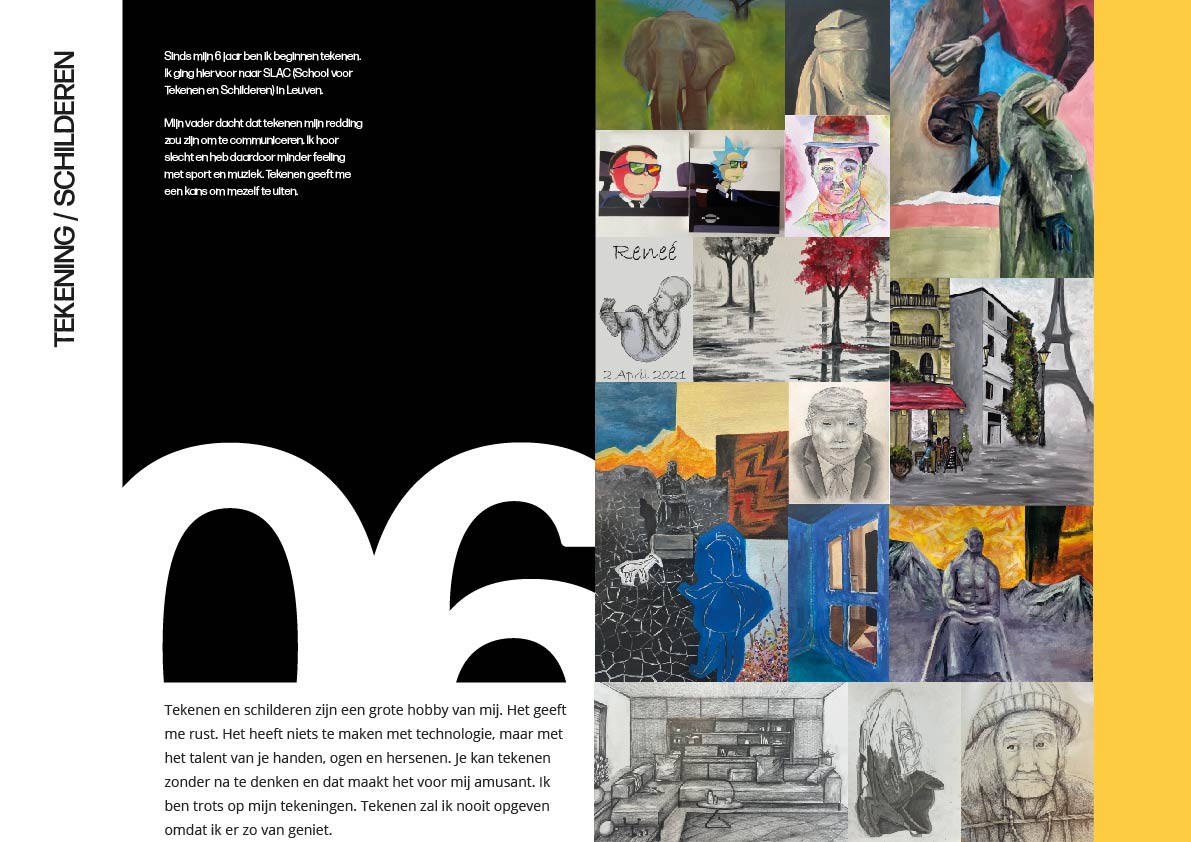 TEKENING / SCHILDEREN
Sinds mijn 6 jaar ben ik beginnen tekenen.
Ik ging hiervoor naar SLAC (School voor
Tekenen en Schilderen) in Leuven.
Mijn vader dacht dat tekenen mijn redding
zou zijn om te communiceren. Ik hoor
slecht en heb daardoor minder feeling
met sport en muziek. Tekenen geeft me
een kans om mezelf te uiten.
06
Tekenen en schilderen zijn een grote hobby van mij. Het geeft
me rust. Het heeft niets te maken met technologie, maar met
het talent van je handen, ogen en hersenen. Je kan tekenen
zonder na te denken en dat maakt het voor mij amusant. Ik
ben trots op mijn tekeningen. Tekenen zal ik nooit opgeven
omdat ik er zo van geniet.
Reneé
2 April 2021